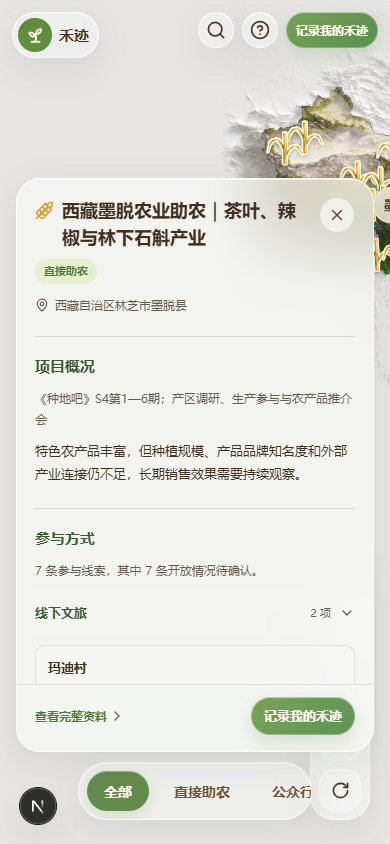 禾迹
记录我的禾迹
西藏墨脱农业助农｜茶叶、辣
椒与林下石斛产业
直接助农
西藏自治区林芝市墨脱县
项目概况
《种地吧》S4第1—6期；产区调研、生产参与与农产品推介
会
特色农产品丰富，但种植规模、产品品牌知名度和外部
产业连接仍不足，长期销售效果需要持续观察。
参与方式
7 条参与线索，其中 7 条开放情况待确认。
线下文旅
2 项
玛迪村
查看完整资料
记录我的禾迹
N
全部
直接助农
公众行